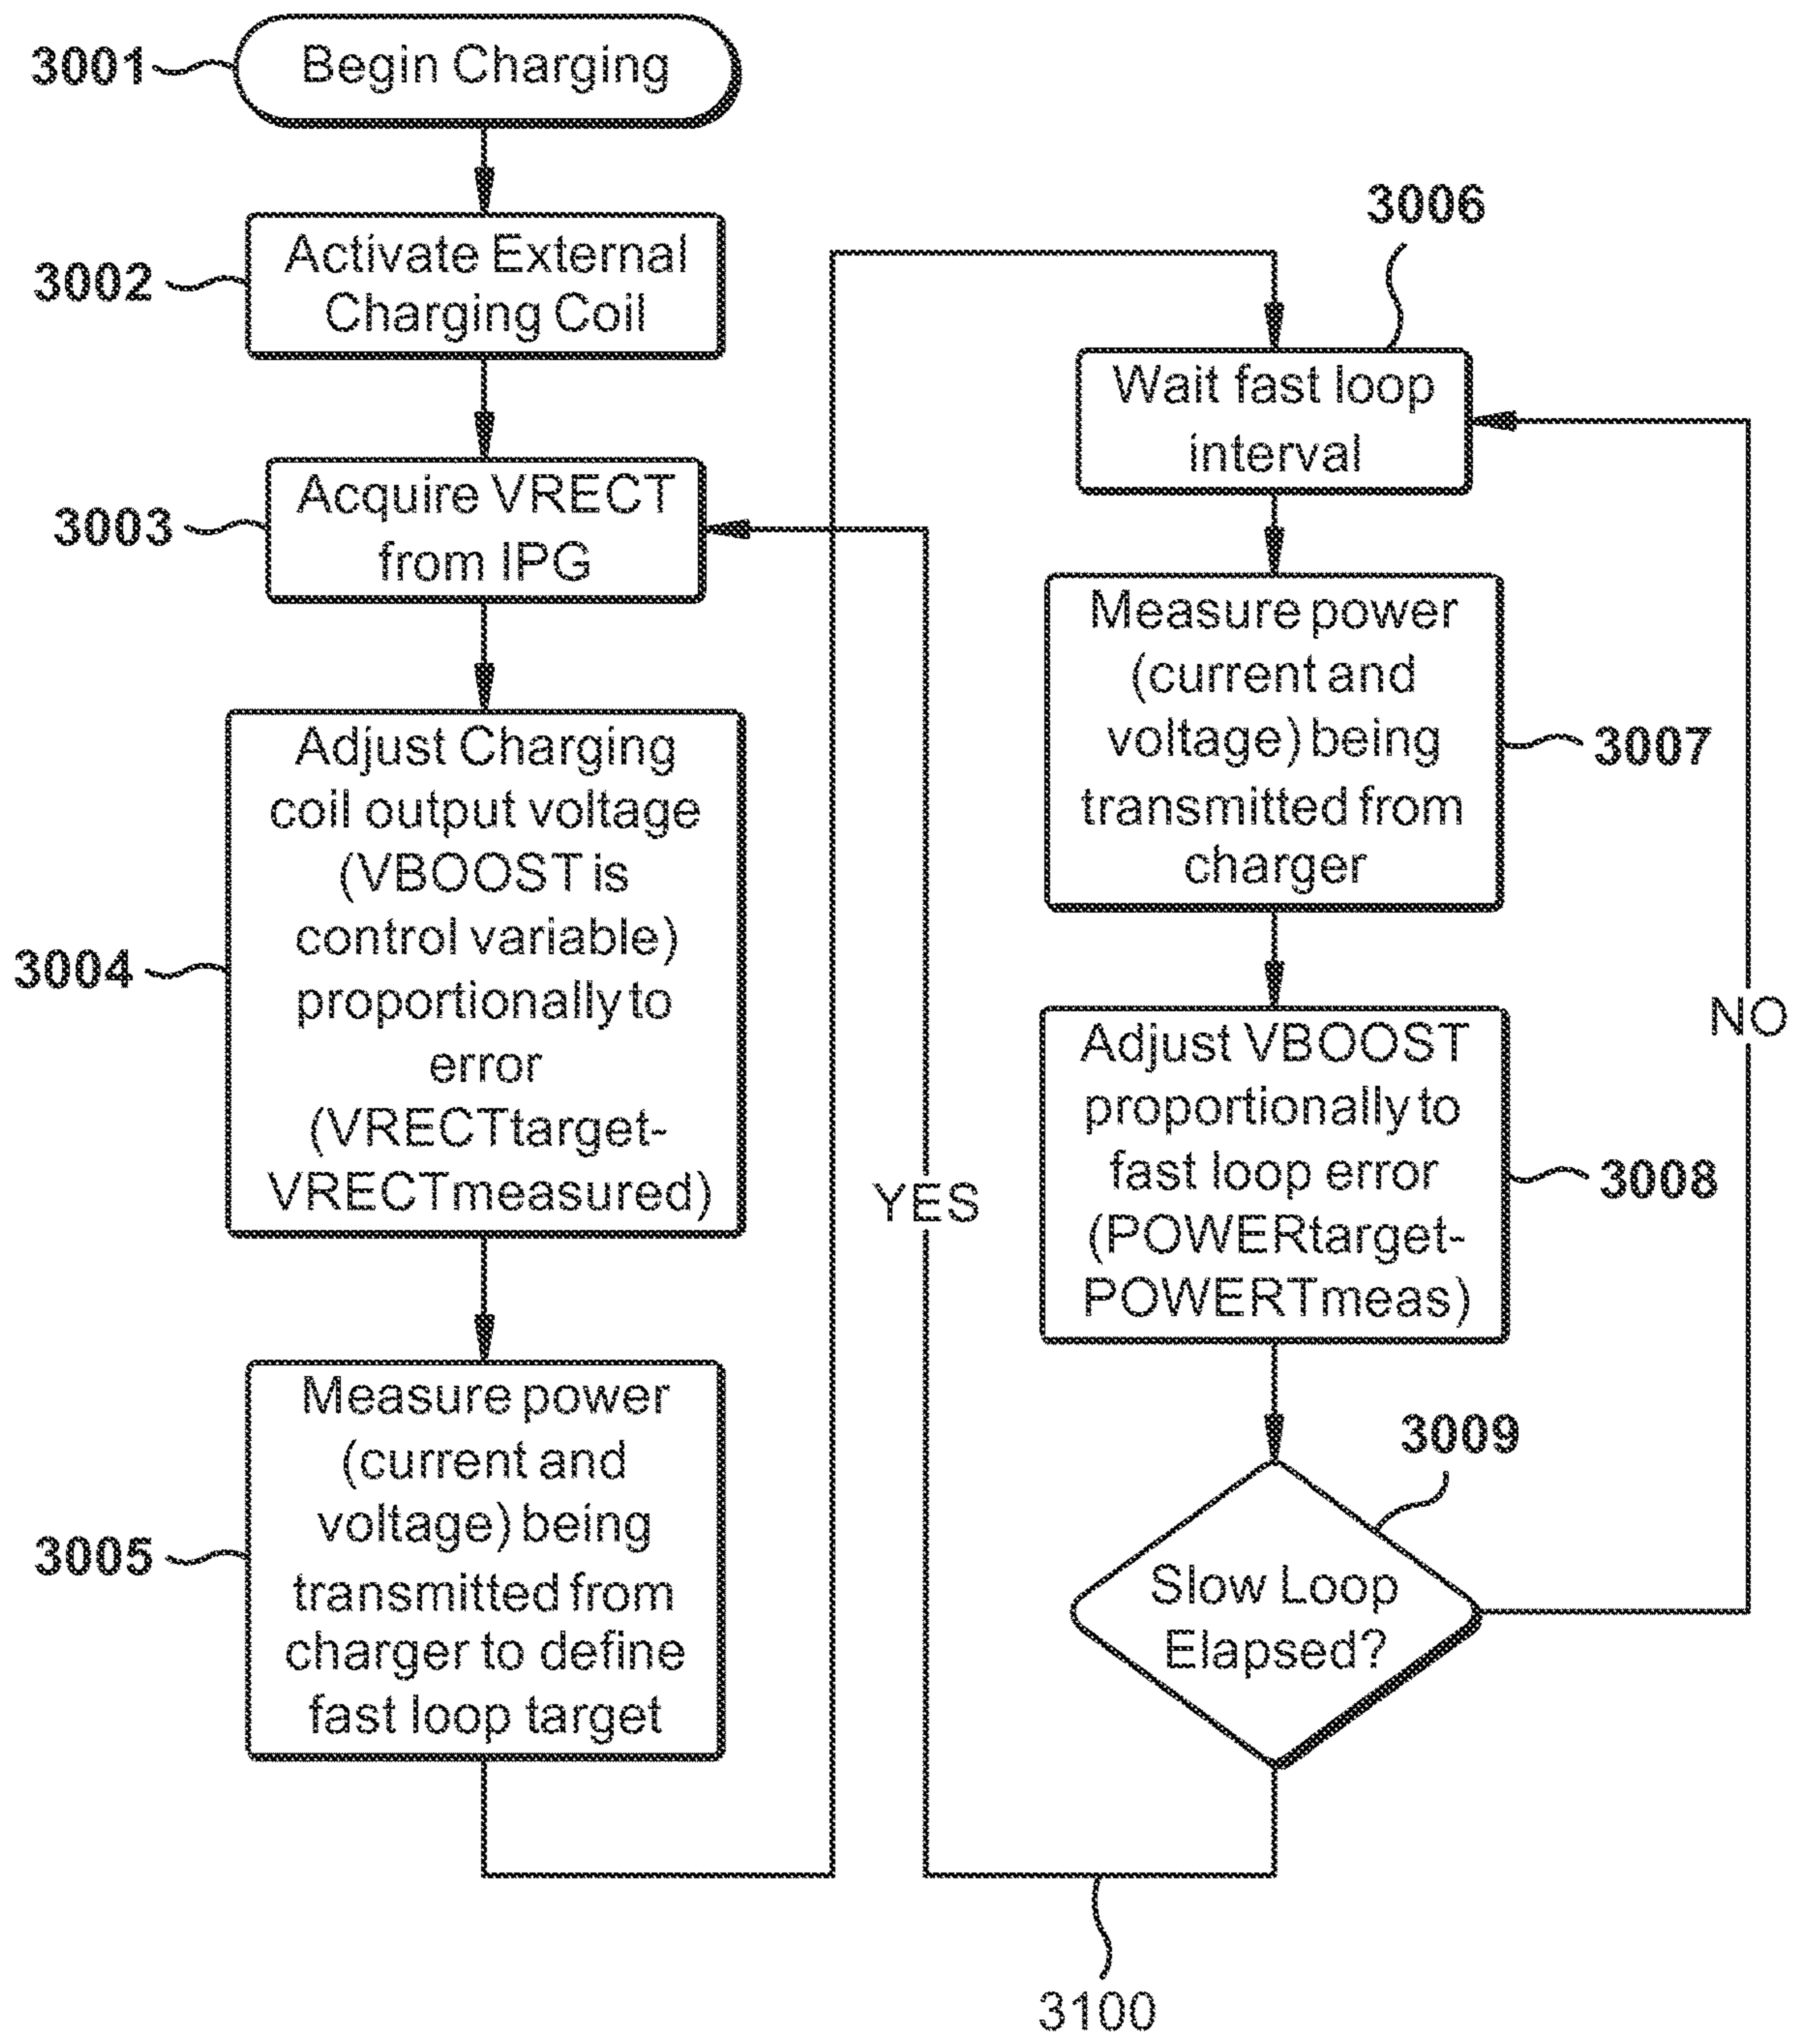 3001
Begin Charging
3002
Activate External
Charging Coil
3003
Acquire VRECT
from IPG
3004
Adjust Charging
coil output voltage
(VBOOST is
control variable)
proportionally to
error
(VRECTtarget-
VRECTmeasured)
3005
Measure power
(current and
voltage) being
transmitted from
charger to define
fast loop target
3006
Wait fast loop
interval
Measure power
(current and
voltage) being
transmitted from
charger
3007
Adjust VBOOST
proportionally to
fast loop error
(POWERtarget-
POWERTmeas)
3008
3009
Slow Loop
Elapsed?
NO
YES
3100